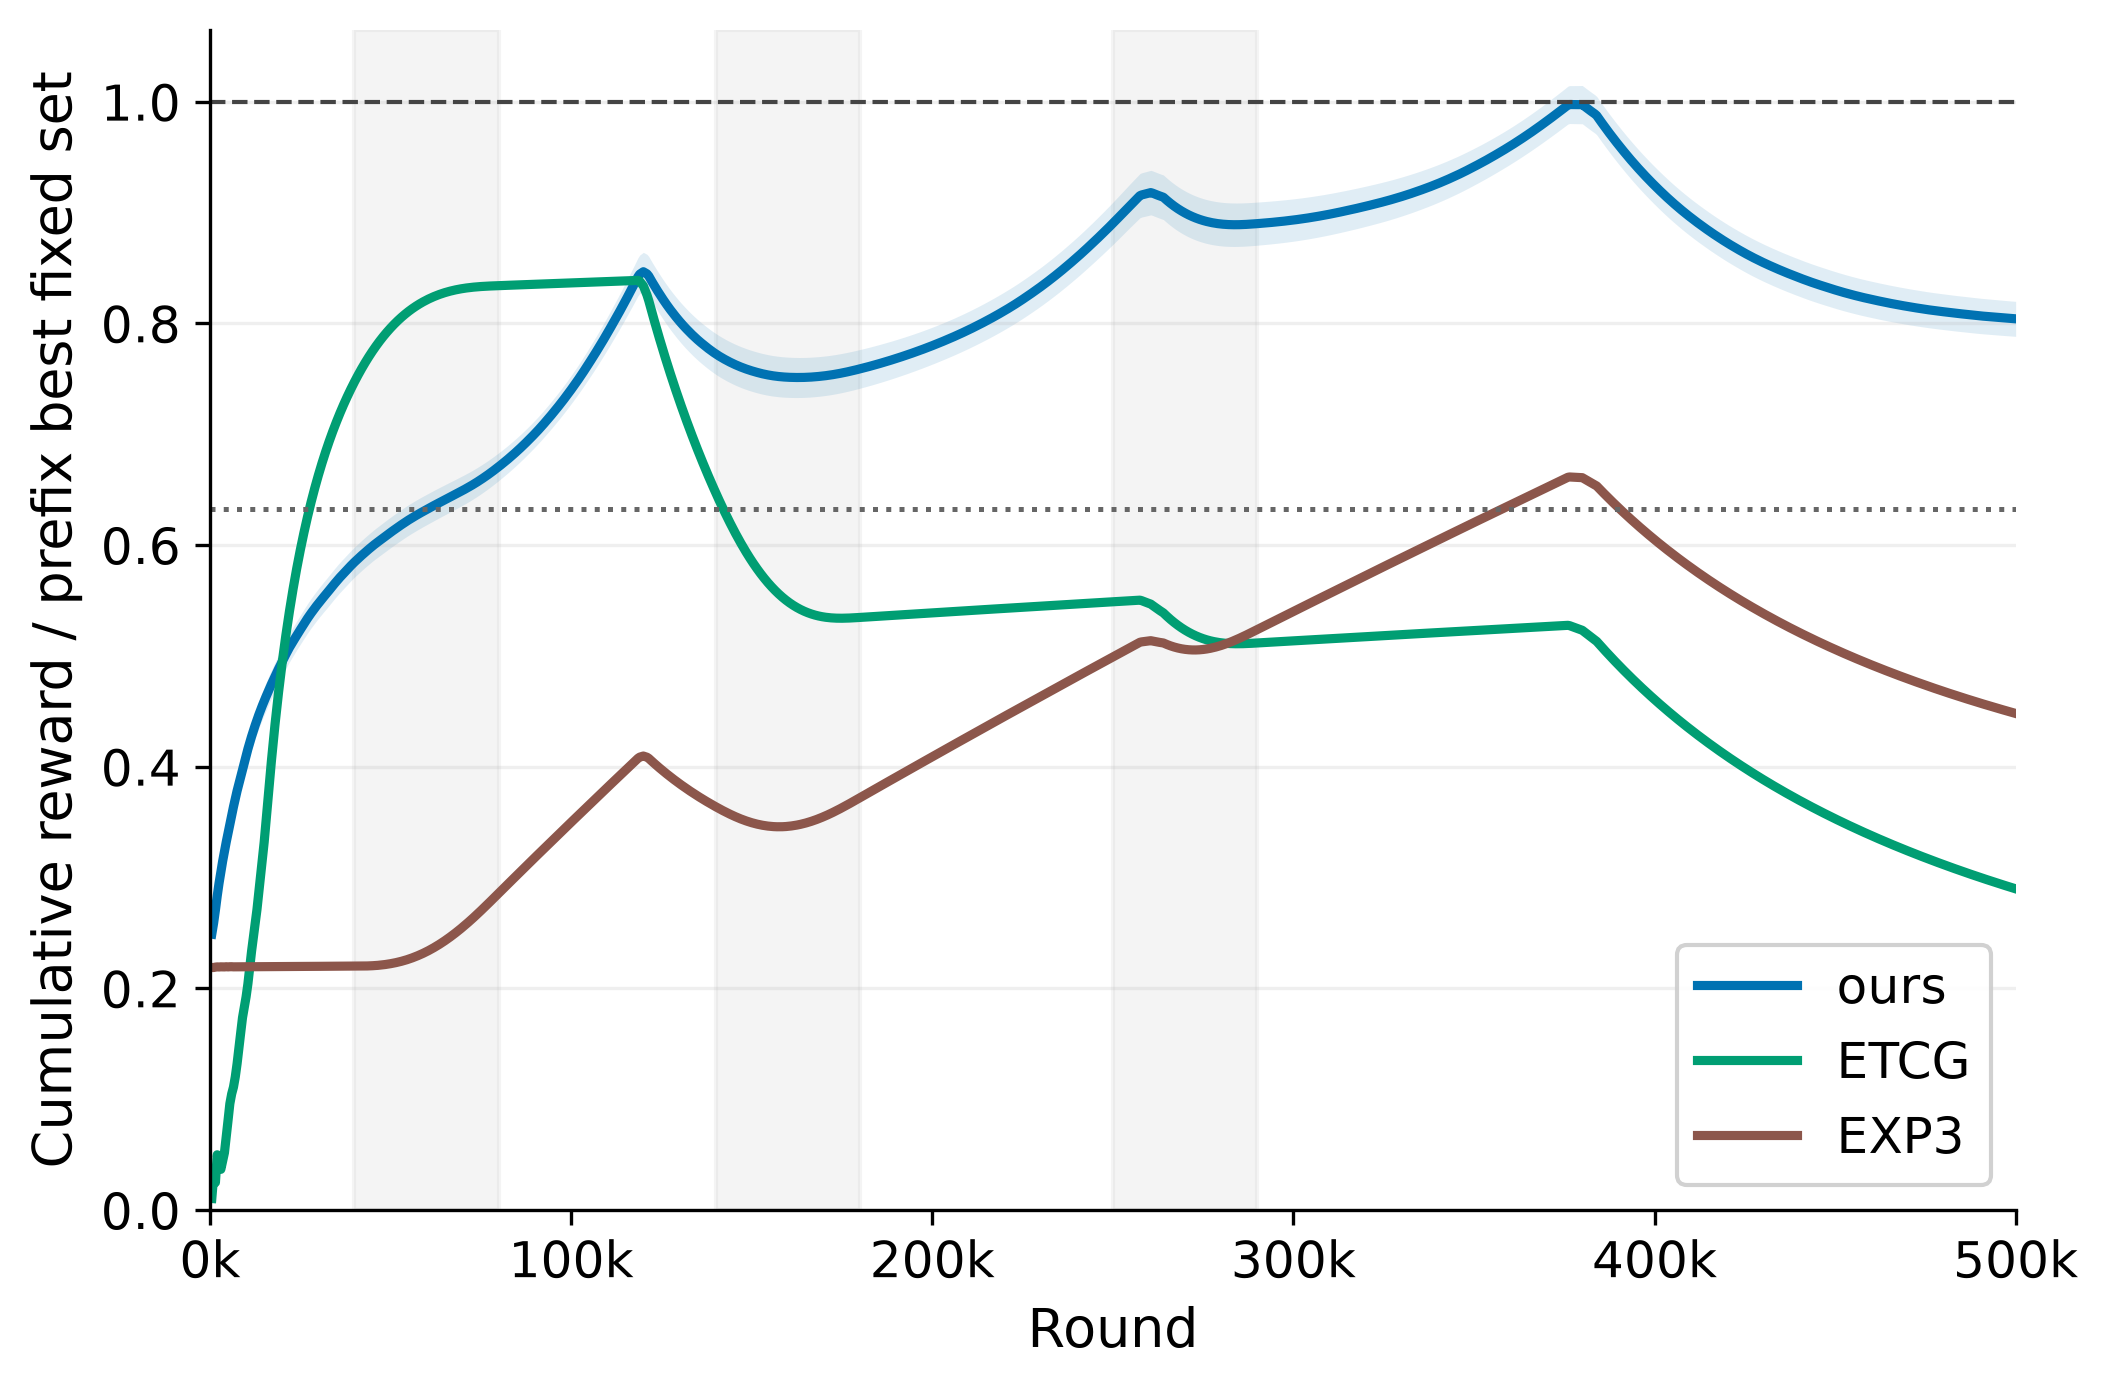 Cumulative reward / prefix best fixed set
1.0
0.8
0.6
0.4
0.2
0.0
0k 100k 200k 300k 400k 500k
Round
ours
ETCG
EXP3